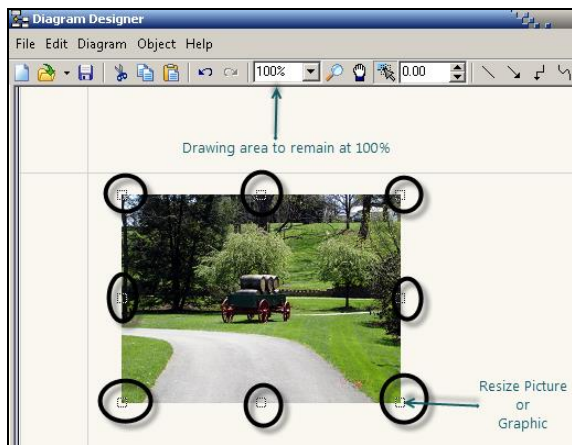 Diagram Designer
File Edit Diagram Object Help
100% 0.00
Drawing area to remain at 100%
Resize Picture
or
Graphic